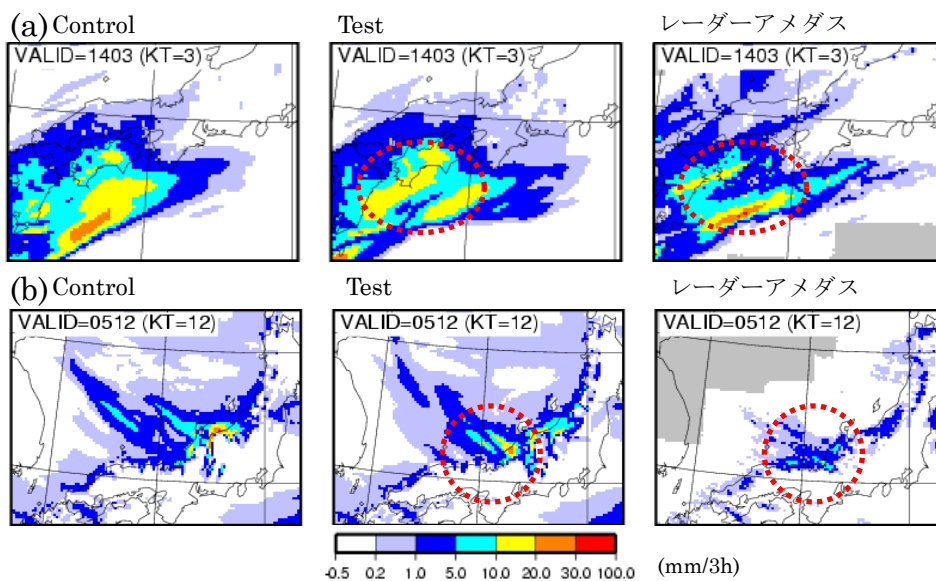 (a) Control Test レーダーアメダス
VALID=1403 (KT=3) VALID=1403 (KT=3) VALID=1403 (KT=3)
(b) Control Test レーダーアメダス
VALID=0512 (KT=12) VALID=0512 (KT=12) VALID=0512 (KT=12)
-0.5 0.2 1.0 5.0 10.0 20.0 30.0 100.0 (mm/3h)